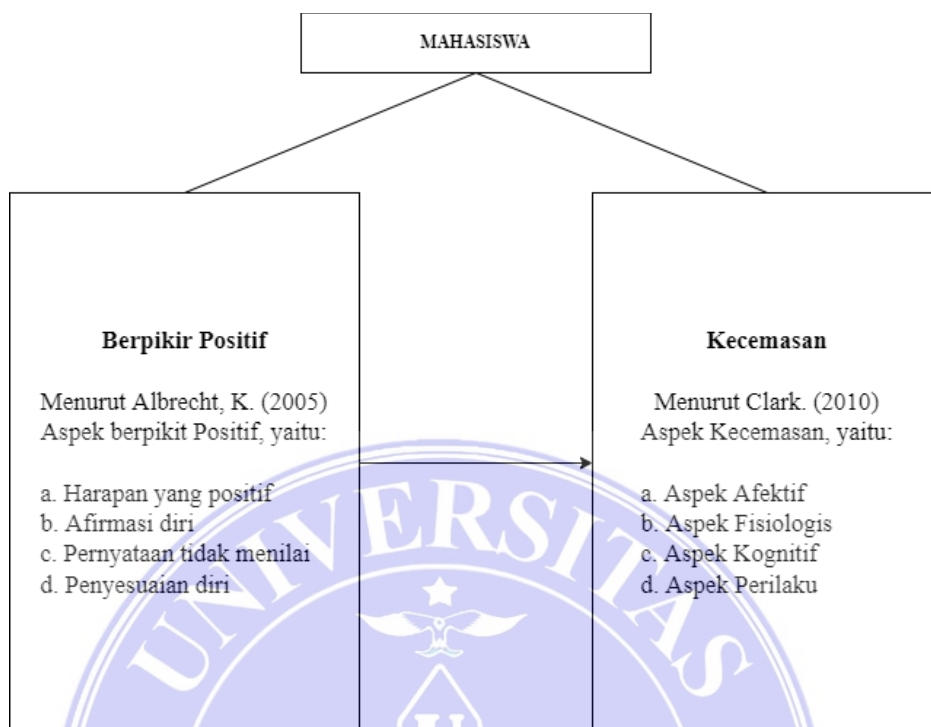 MAHASISWA
Berpikir Positif
Menurut Albrecht, K. (2005)
Aspek berpikit Positif, yaitu:
a. Harapan yang positif
b. Afirmasi diri
c. Pernyataan tidak menilai
d. Penyesuaian diri
Kecemasan
Menurut Clark. (2010)
Aspek Kecemasan, yaitu:
a. Aspek Afektif
b. Aspek Fisiologis
c. Aspek Kognitif
d. Aspek Perilaku
UNIVERSITAS